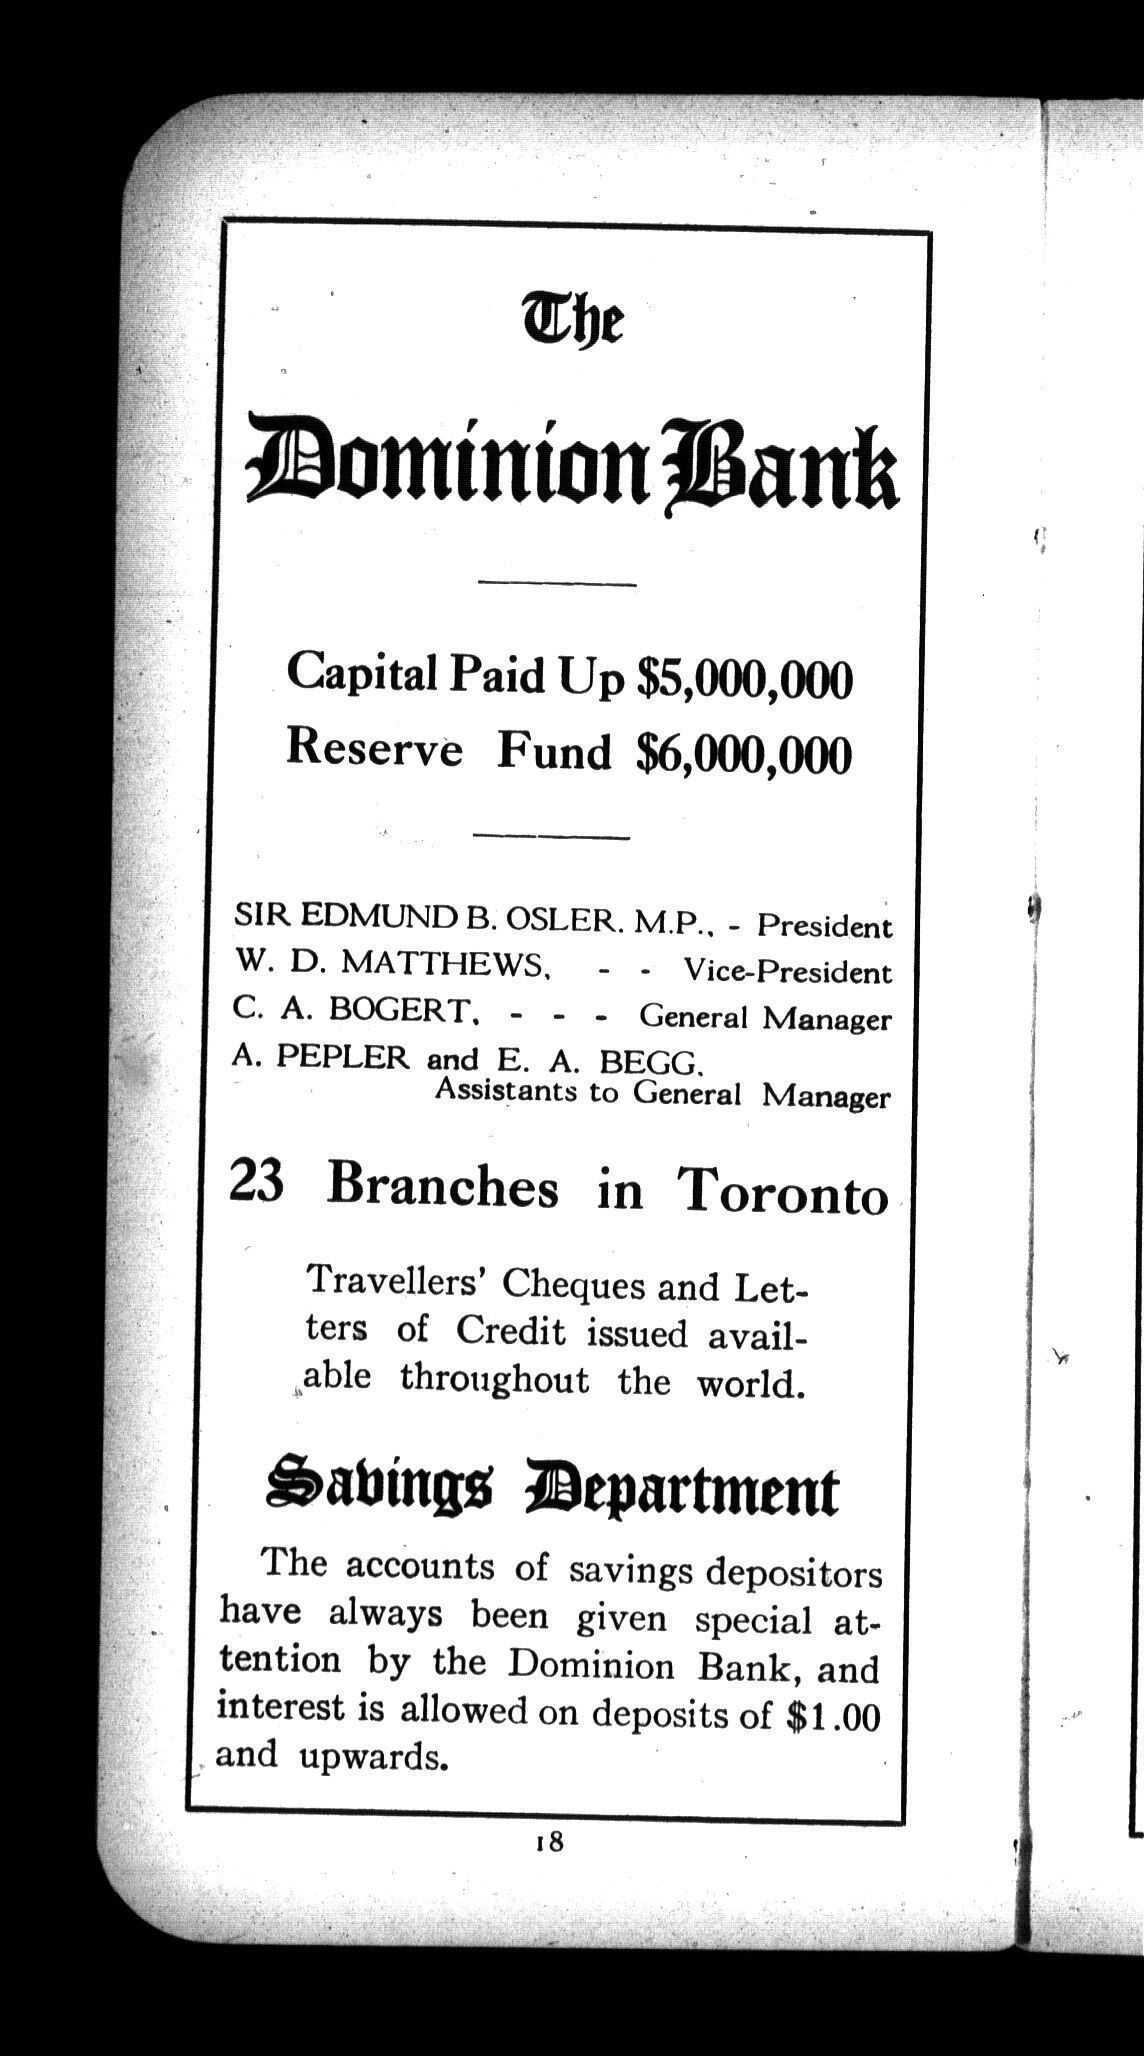 The
Dominion Bank
Capital Paid Up $5,000,000
Reserve Fund $6,000,000
SIR EDMUND B. OSLER. M.P., - President
W. D. MATTHEWS, - - Vice-President
C. A. BOGERT, - - - General Manager
A. PEPLER and E. A. BEGG,
Assistants to General Manager
23 Branches in Toronto
Travellers' Cheques and Let-
ters of Credit issued avail-
able throughout the world.
Savings Department
The accounts of savings depositors
have always been given special at-
tention by the Dominion Bank, and
interest is allowed on deposits of $1.00
and upwards.
18